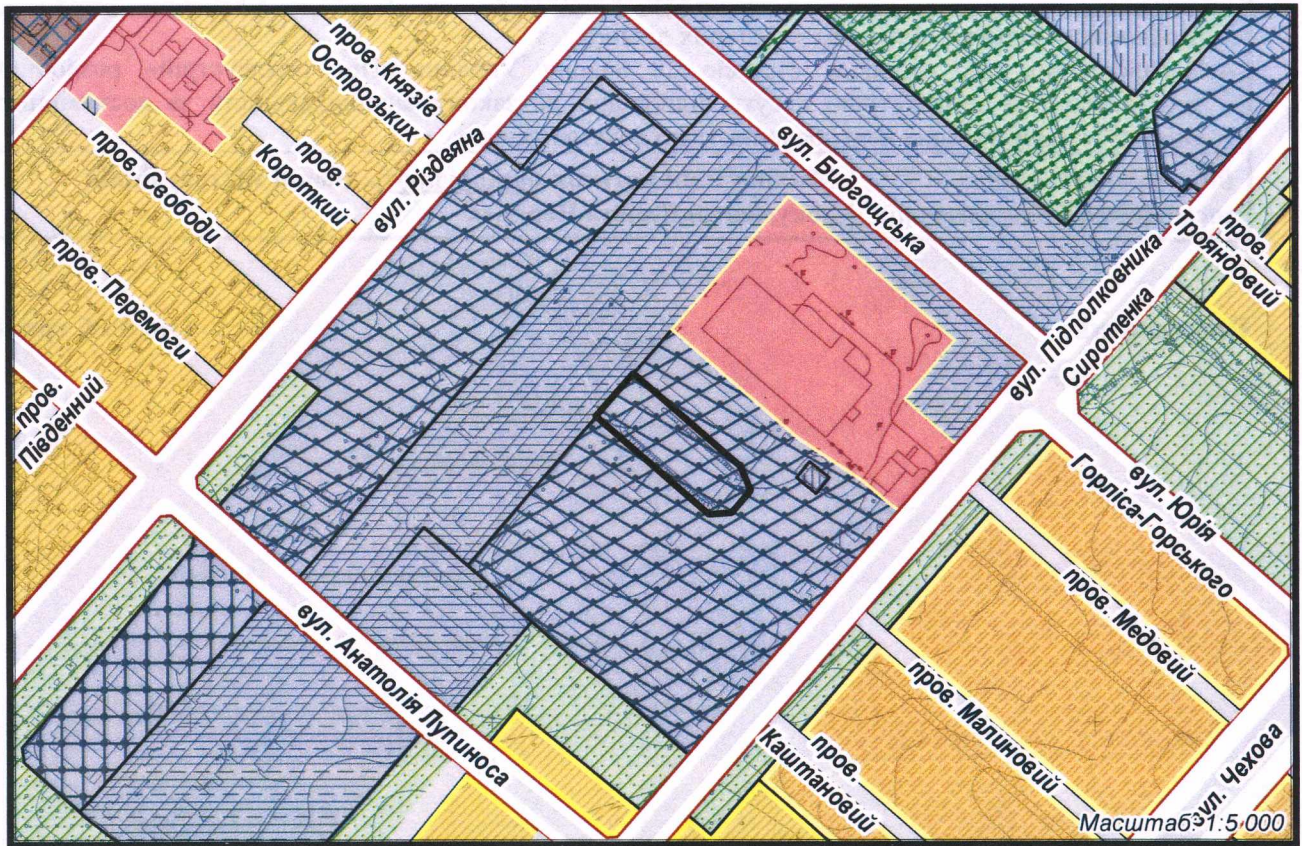 пров. Князів
Острозьких
пров. Свободи
пров.
Короткий
вул. Різдвяна
вул. Бидгощська
пров.
Трояндовий
вул. Підполковника
Сиротенка
пров. Перемоги
пров.
Південний
вул. Юрія
Горліса-Горського
пров. Медовий
вул. Анатолія Лупиноса
пров. Малиновий
пров.
Каштановий
вул. Чехова
Масштаб: 1:5 000